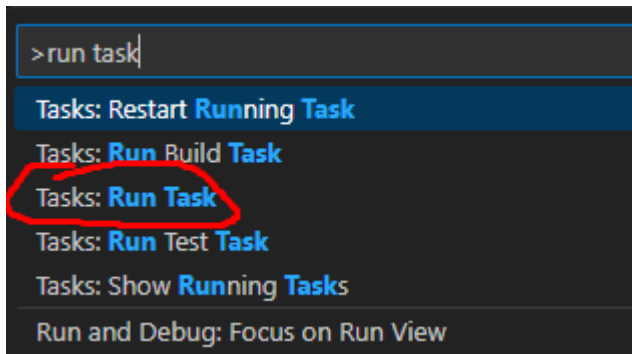 >run task
Tasks: Restart Running Task
Tasks: Run Build Task
Tasks: Run Task
Tasks: Run Test Task
Tasks: Show Running Tasks
Run and Debug: Focus on Run View